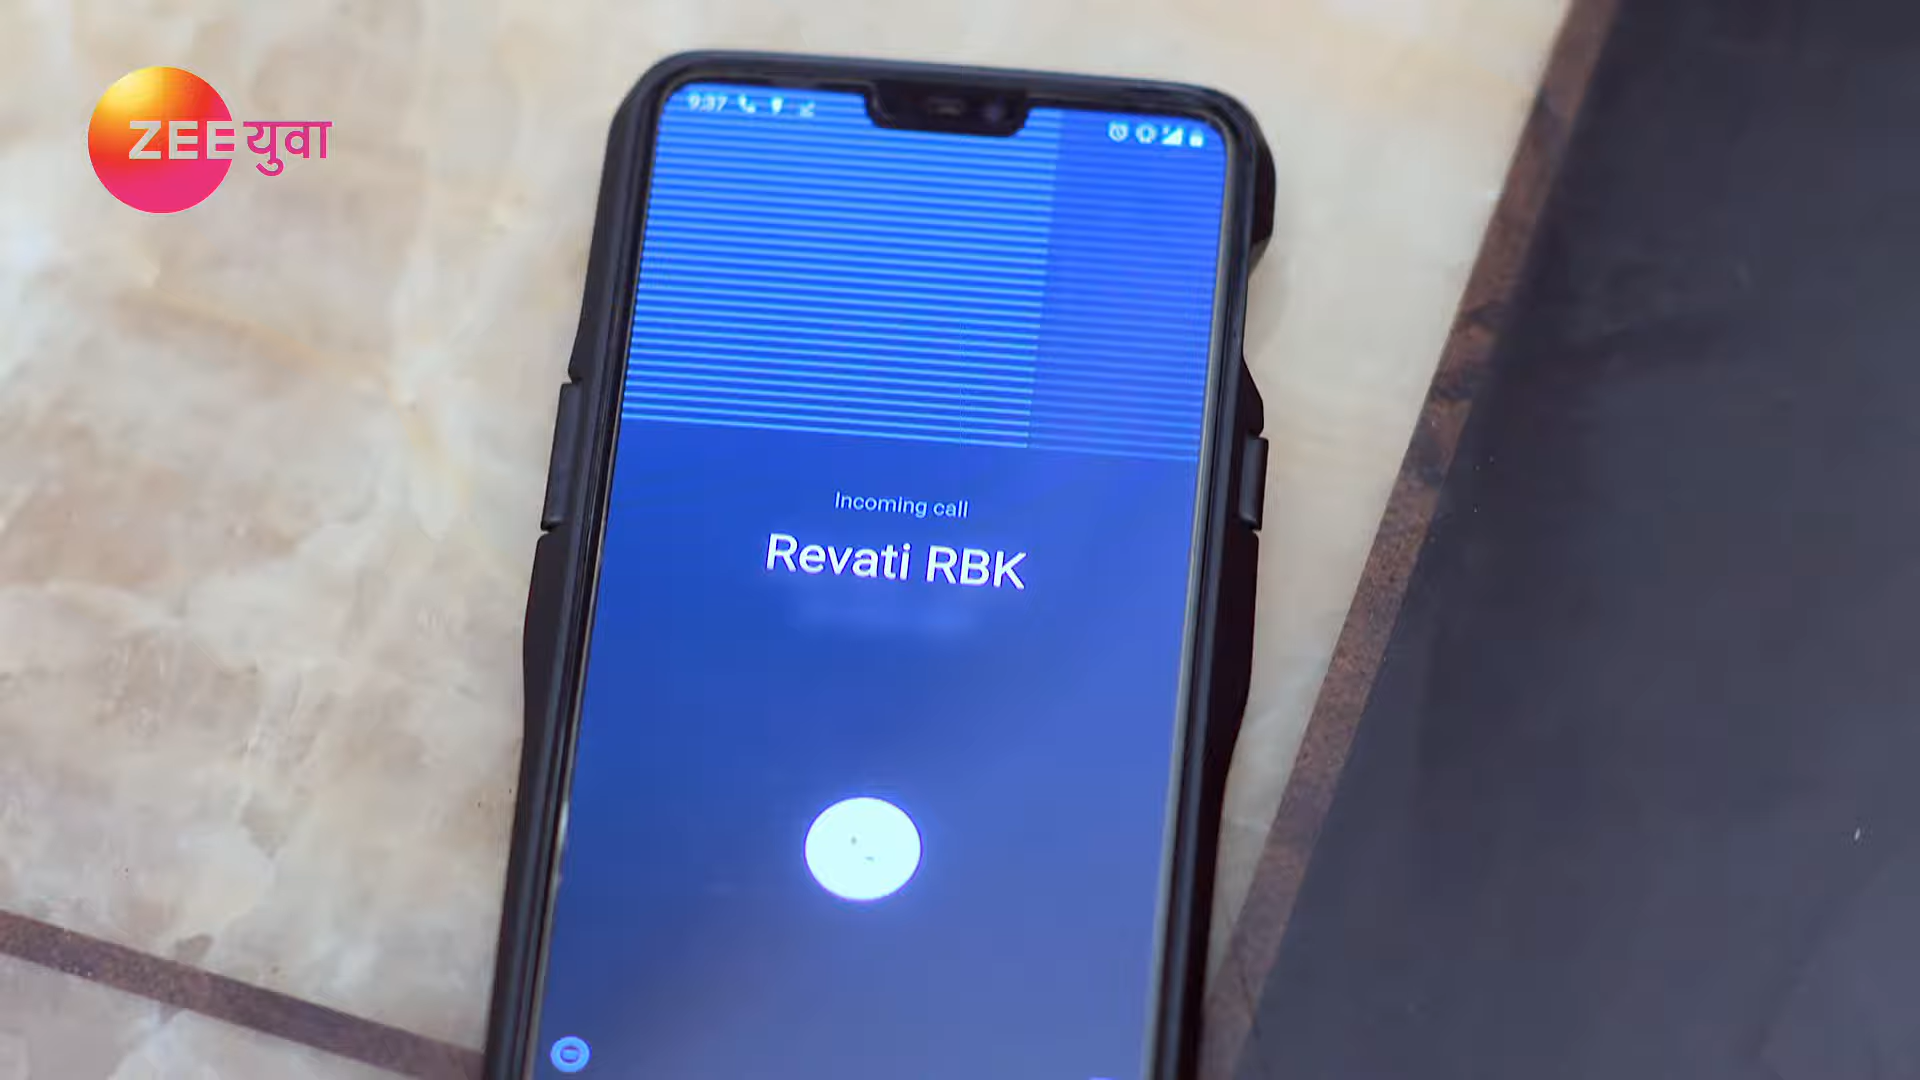 ZEE युवा
9:37
Incoming call
Revati RBK